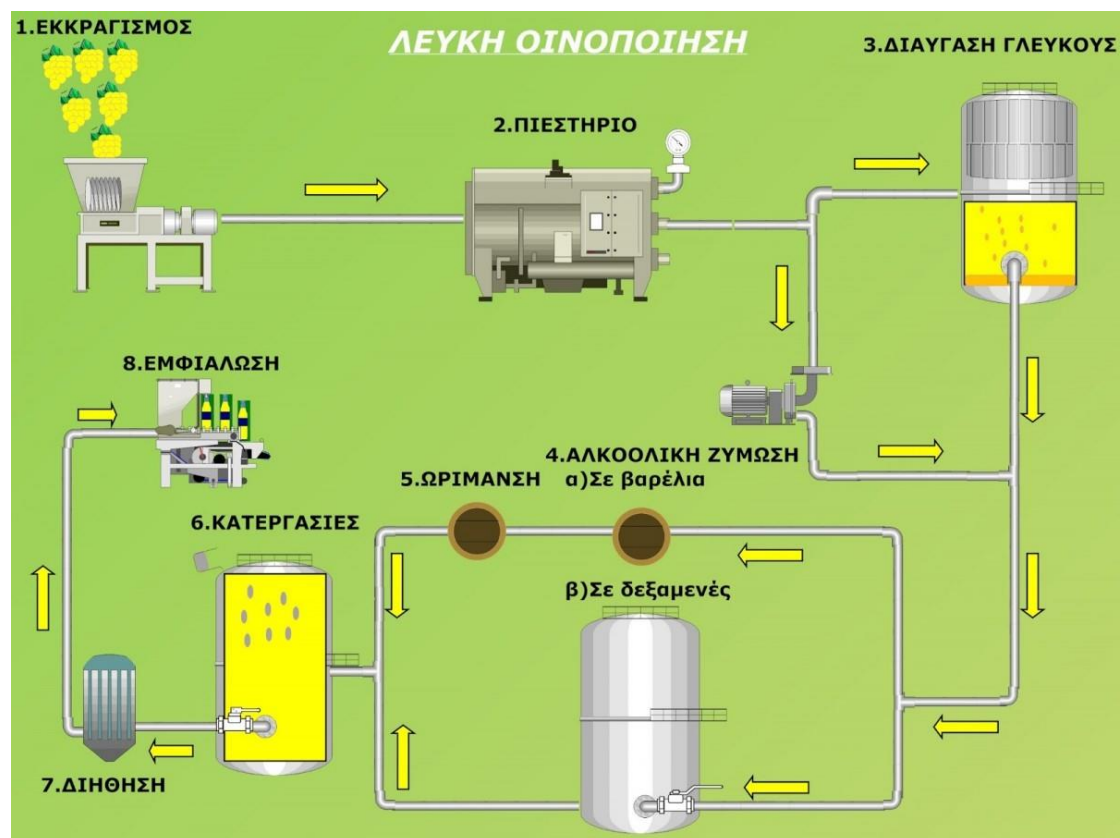 1.ΕΚΚΡΑΓΙΣΜΟΣ
ΛΕΥΚΗ ΟΙΝΟΠΟΙΗΣΗ
3.ΔΙΑΥΓΑΣΗ ΓΛΕΥΚΟΥΣ
2.ΠΙΕΣΤΗΡΙΟ
8.ΕΜΦΙΑΛΩΣΗ
4.ΑΛΚΟΟΛΙΚΗ ΖΥΜΩΣΗ
α)Σε βαρέλια
5.ΩΡΙΜΑΝΣΗ
6.ΚΑΤΕΡΓΑΣΙΕΣ
β)Σε δεξαμενές
7.ΔΙΗΘΗΣΗ